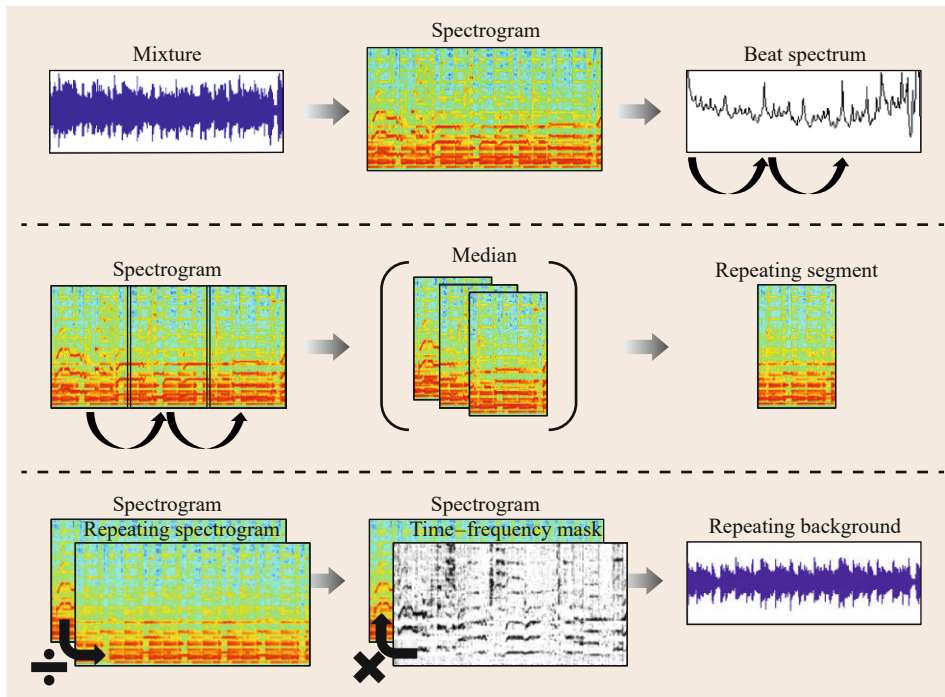 Mixture
Spectrogram
Beat spectrum
Spectrogram
Median
Repeating segment
Spectrogram
Repeating spectrogram
Spectrogram
Time–frequency mask
Repeating background